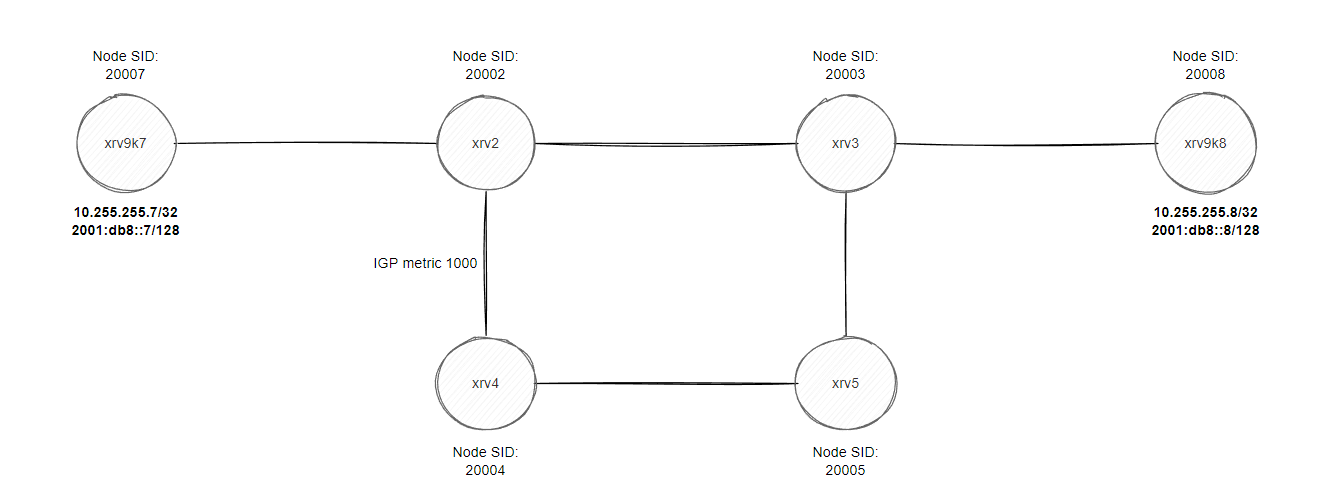 Node SID:
20007
Node SID:
20002
Node SID:
20003
Node SID:
20008
xrv9k7
xrv2
xrv3
xrv9k8
10.255.255.7/32
2001:db8::7/128
10.255.255.8/32
2001:db8::8/128
IGP metric 1000
xrv4
xrv5
Node SID:
20004
Node SID:
20005